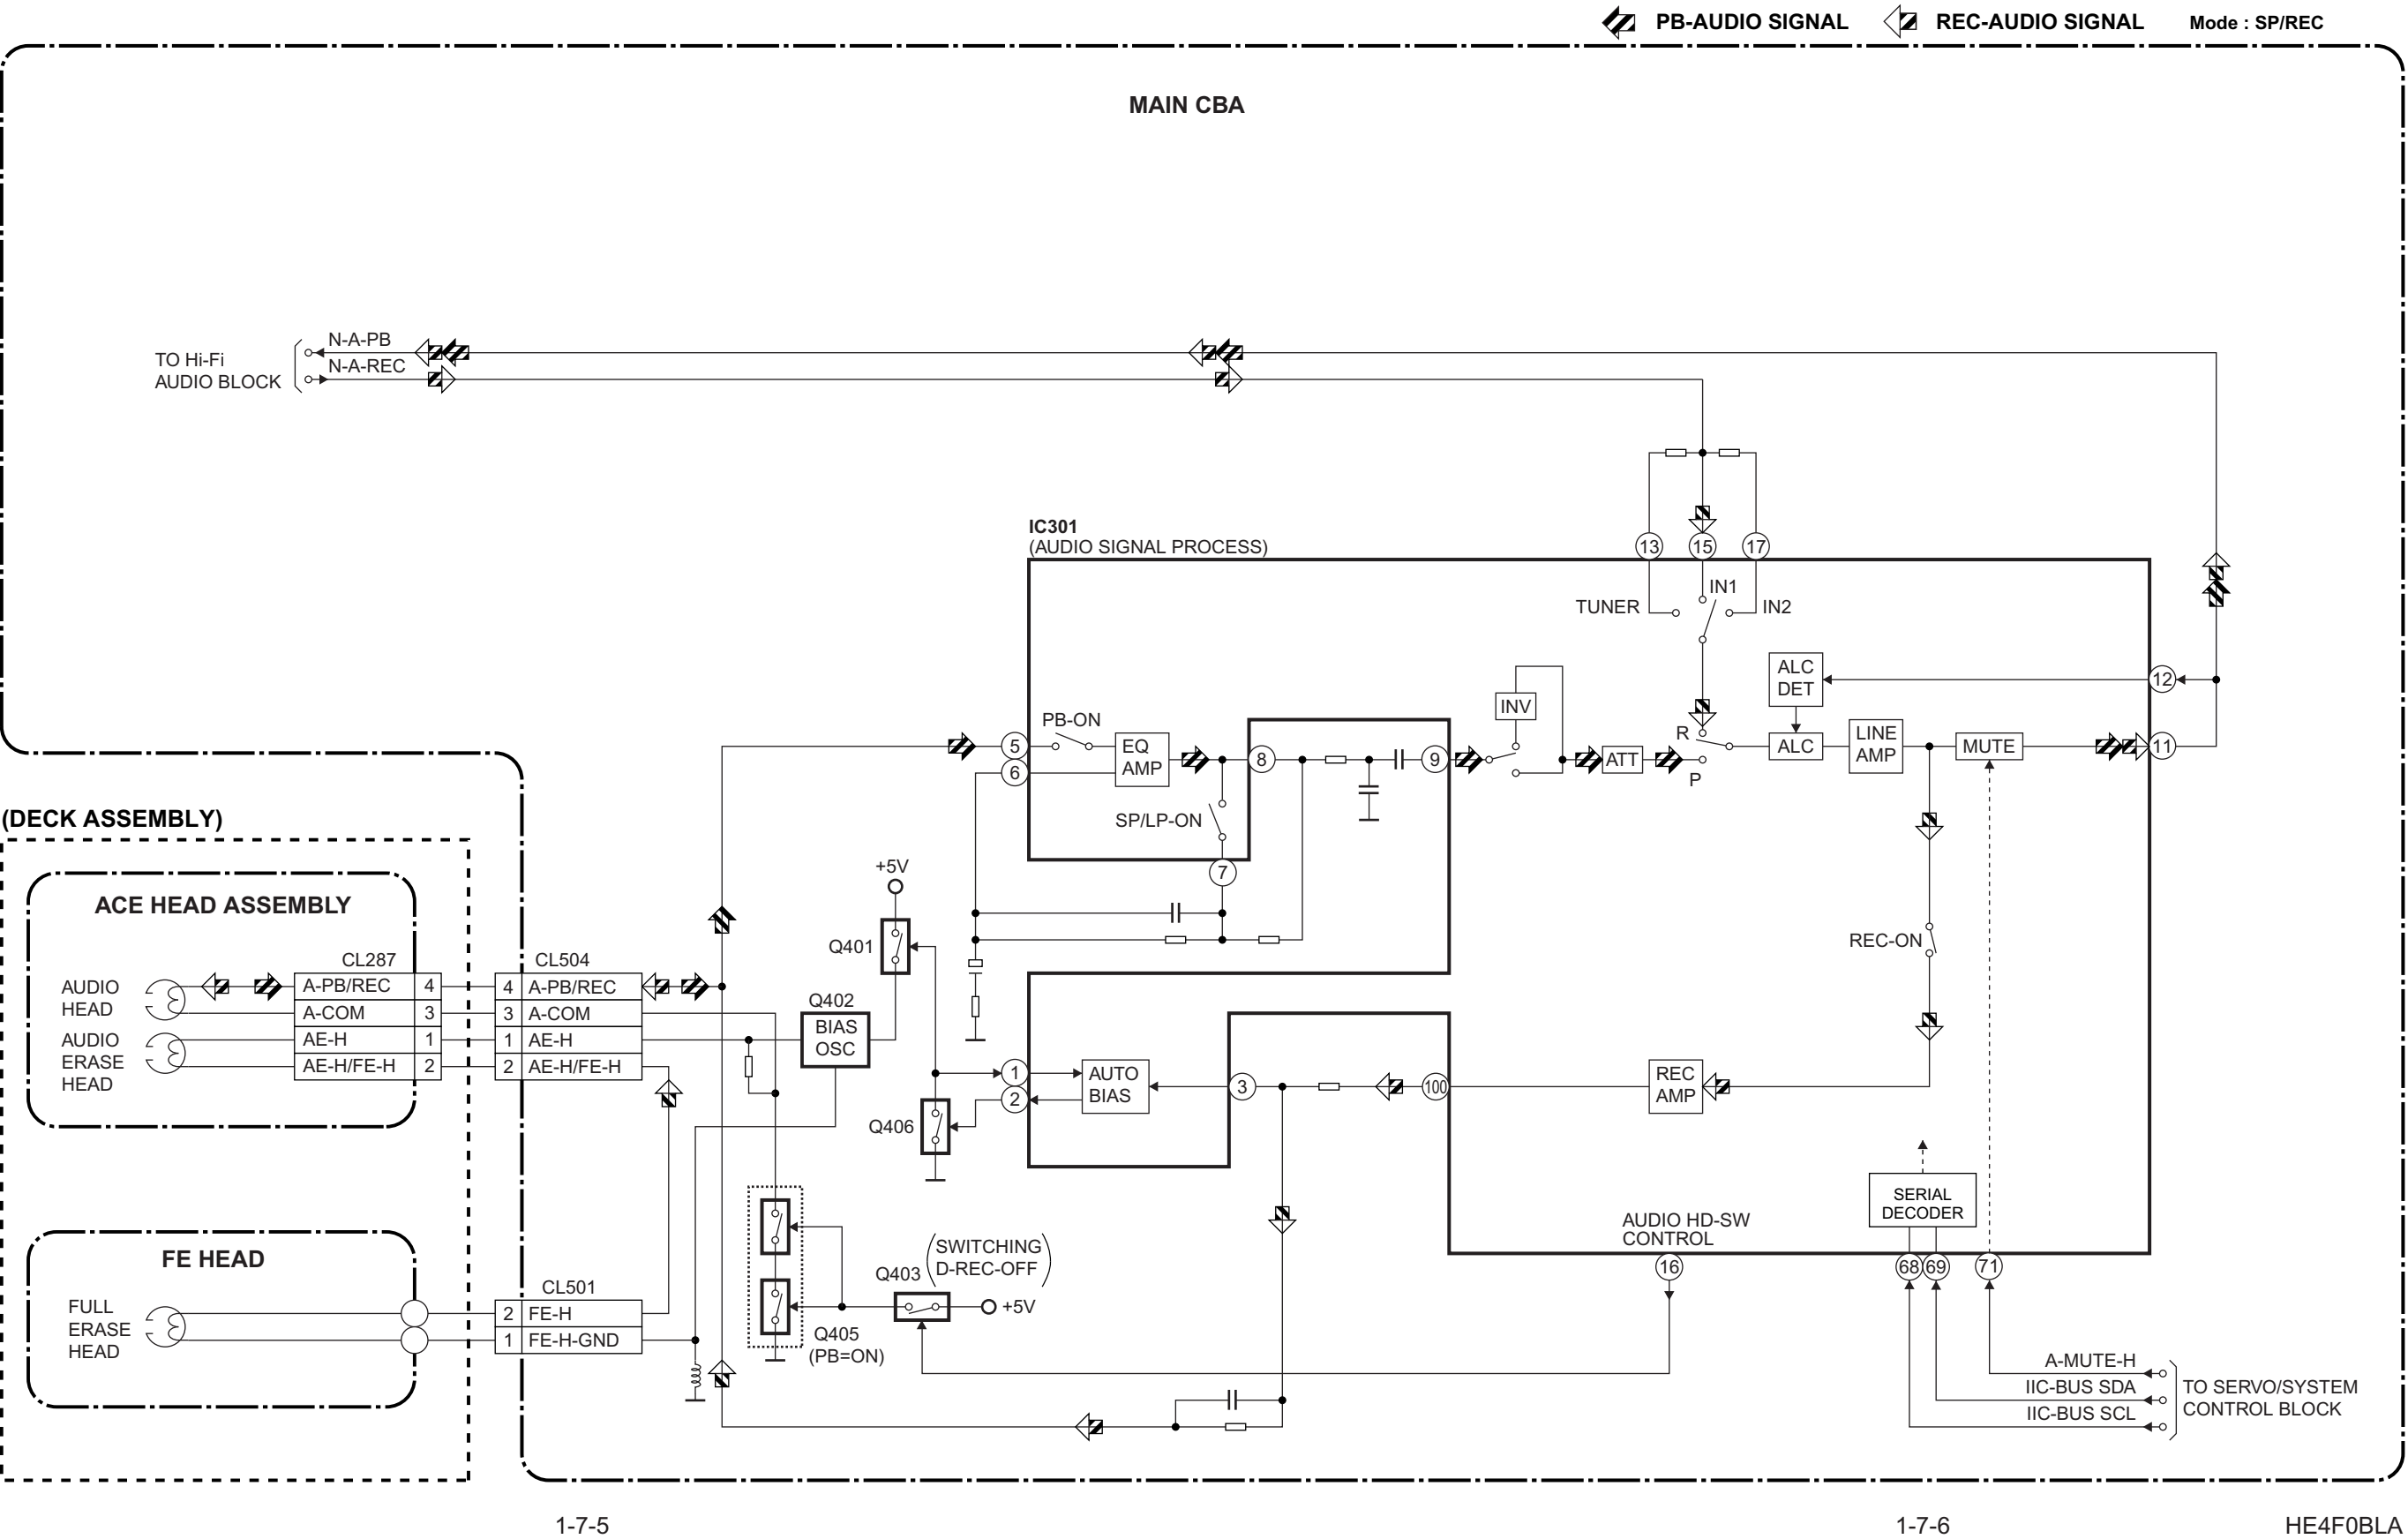 PB-AUDIO SIGNAL REC-AUDIO SIGNAL Mode : SP/REC
MAIN CBA
TO Hi-Fi
AUDIO BLOCK
N-A-PB
N-A-REC
IC301
(AUDIO SIGNAL PROCESS)
13 15 17
TUNER IN1 IN2
ALC
DET
12
INV
PB-ON
5
6
EQ
AMP
8
9
ATT
R
P
ALC
LINE
AMP
MUTE
11
SP/LP-ON
7
(DECK ASSEMBLY)
ACE HEAD ASSEMBLY
+5V
Q401
REC-ON
CL287 CL504
AUDIO
HEAD
A-PB/REC 4 4 A-PB/REC
A-COM 3 3 A-COM
AUDIO
ERASE
HEAD
AE-H 1 1 AE-H
AE-H/FE-H 2 2 AE-H/FE-H
Q402
BIAS
OSC
1
2
AUTO
BIAS
3
100
REC
AMP
Q406
SERIAL
DECODER
AUDIO HD-SW
CONTROL
16 68 69 71
FE HEAD
CL501
FULL
ERASE
HEAD
2 FE-H
1 FE-H-GND
Q403
(SWITCHING
D-REC-OFF)
+5V
Q405
(PB=ON)
A-MUTE-H
IIC-BUS SDA
IIC-BUS SCL
TO SERVO/SYSTEM
CONTROL BLOCK
1-7-5 1-7-6 HE4F0BLA